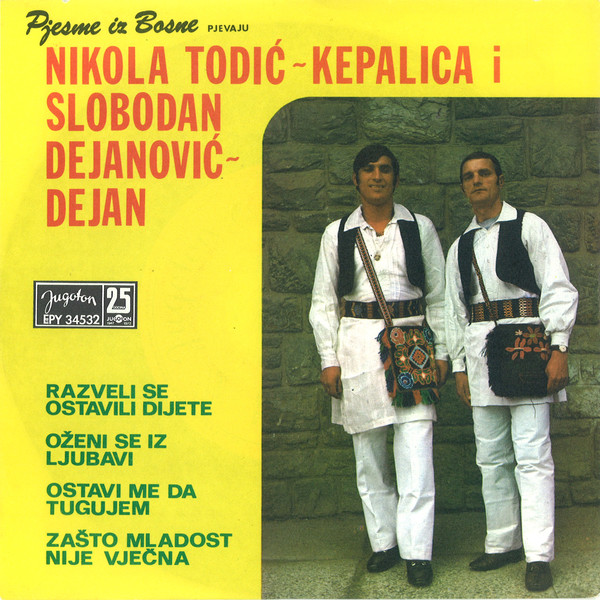 Pjesme iz Bosne PJEVAJU
NIKOLA TODIĆ~KEPALICA i
SLOBODAN
DEJANOVIĆ~
DEJAN
Jugoton
EPY 34532
25
RAZVELI SE
OSTAVILI DIJETE
OŽENI SE IZ
LJUBAVI
OSTAVI ME DA
TUGUJEM
ZAŠTO MLADOST
NIJE VJEČNA